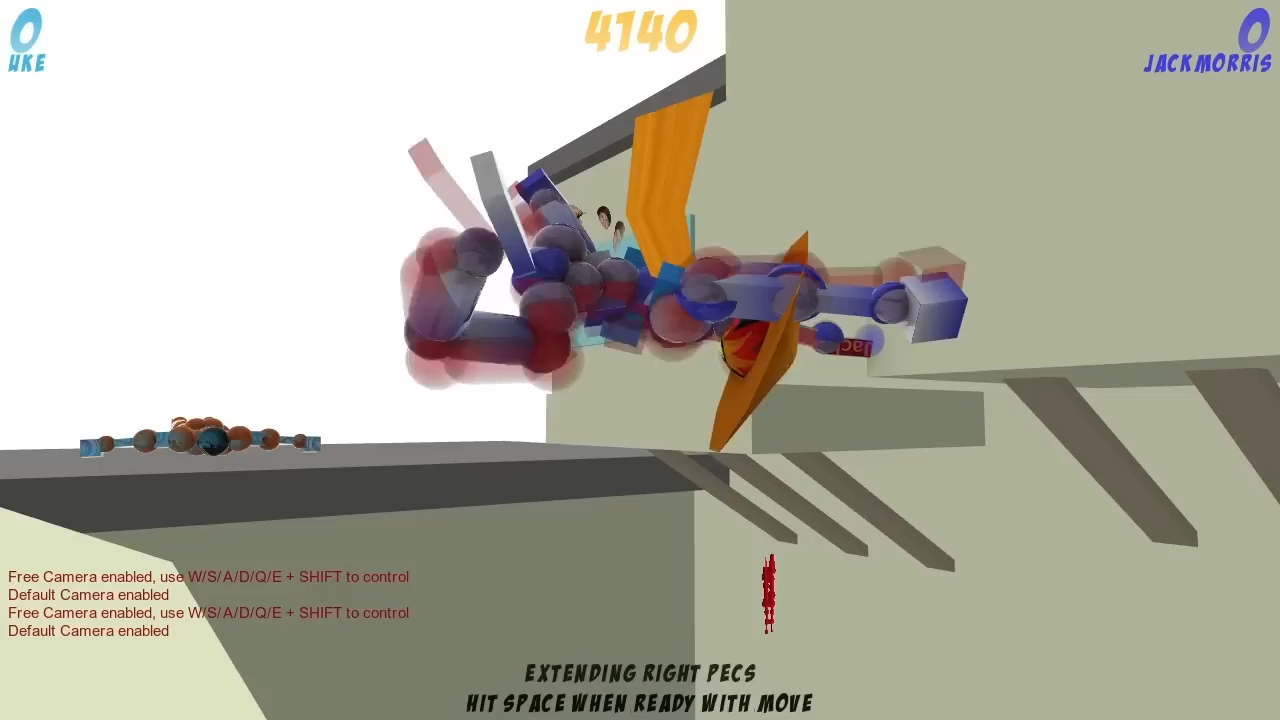 0
UKE
4140
0
JACKMORRIS
Jack
Free Camera enabled, use W/S/A/D/Q/E + SHIFT to control
Default Camera enabled
Free Camera enabled, use W/S/A/D/Q/E + SHIFT to control
Default Camera enabled
EXTENDING RIGHT PECS
HIT SPACE WHEN READY WITH MOVE